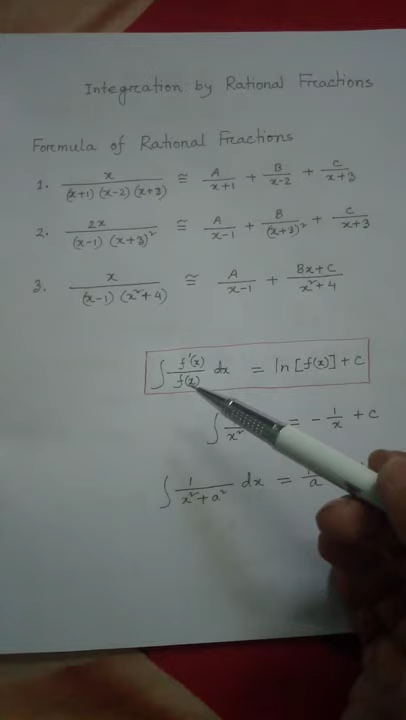 Integration by Rational Fractions
Formula of Rational Fractions
1. x/((x+1)(x-2)(x+3)) ≅ A/(x+1) + B/(x-2) + C/(x+3)
2. 2x/((x-1)(x+3)²) ≅ A/(x-1) + B/(x+3)² + C/(x+3)
3. x/((x-1)(x²+4)) ≅ A/(x-1) + (Bx+C)/(x²+4)
∫ f'(x)/f(x) dx = ln[f(x)] + c
∫ /x² = -1/x + c
∫ 1/(x²+a²) dx = 1/a